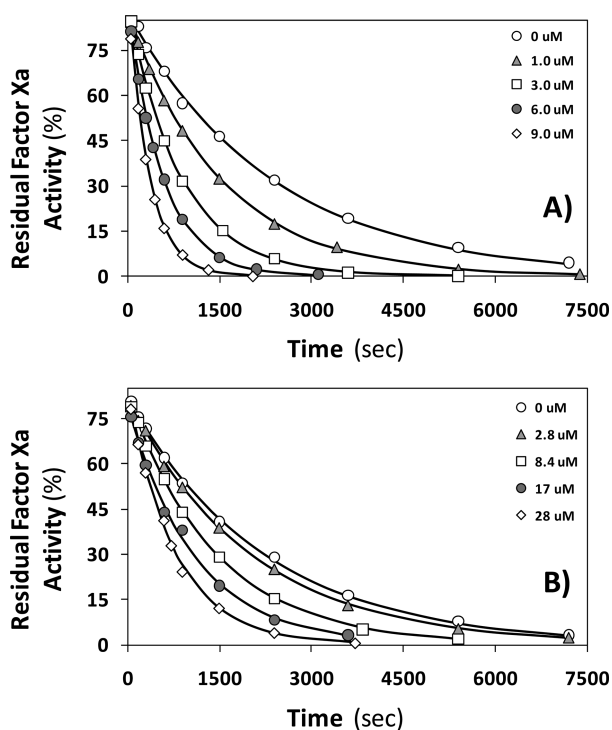 Residual Factor Xa
Activity (%)
85
75
60
45
30
15
0
0 uM
1.0 uM
3.0 uM
6.0 uM
9.0 uM
A)
0 1500 3000 4500 6000 7500
Time (sec)
Residual Factor Xa
Activity (%)
75
60
45
30
15
0
0 uM
2.8 uM
8.4 uM
17 uM
28 uM
B)
0 1500 3000 4500 6000 7500
Time (sec)